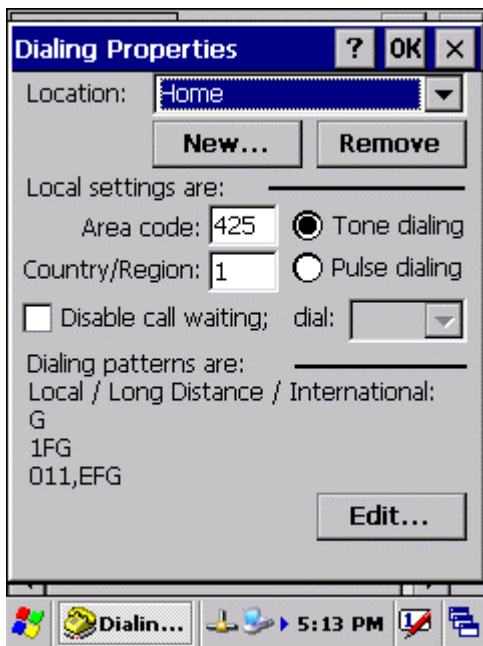 Dialing Properties ? OK ×
Location: Home
New... Remove
Local settings are:
Area code: 425 Tone dialing
Country/Region: 1 Pulse dialing
Disable call waiting; dial:
Dialing patterns are:
Local / Long Distance / International:
G
1FG
011,EFG
Edit...
Dialin... 5:13 PM